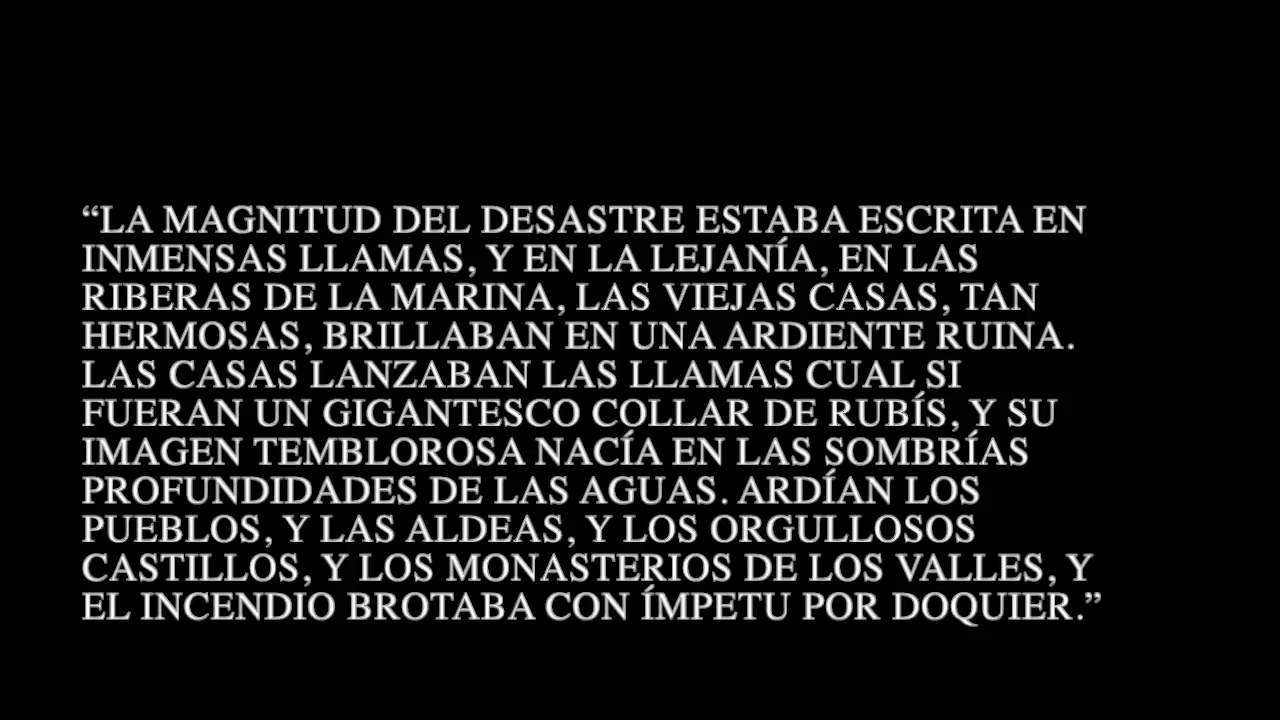 “LA MAGNITUD DEL DESASTRE ESTABA ESCRITA EN
INMENSAS LLAMAS, Y EN LA LEJANÍA, EN LAS
RIBERAS DE LA MARINA, LAS VIEJAS CASAS, TAN
HERMOSAS, BRILLABAN EN UNA ARDIENTE RUINA.
LAS CASAS LANZABAN LAS LLAMAS CUAL SI
FUERAN UN GIGANTESCO COLLAR DE RUBÍS, Y SU
IMAGEN TEMBLOROSA NACÍA EN LAS SOMBRÍAS
PROFUNDIDADES DE LAS AGUAS. ARDÍAN LOS
PUEBLOS, Y LAS ALDEAS, Y LOS ORGULLOSOS
CASTILLOS, Y LOS MONASTERIOS DE LOS VALLES, Y
EL INCENDIO BROTABA CON ÍMPETU POR DOQUIER.”